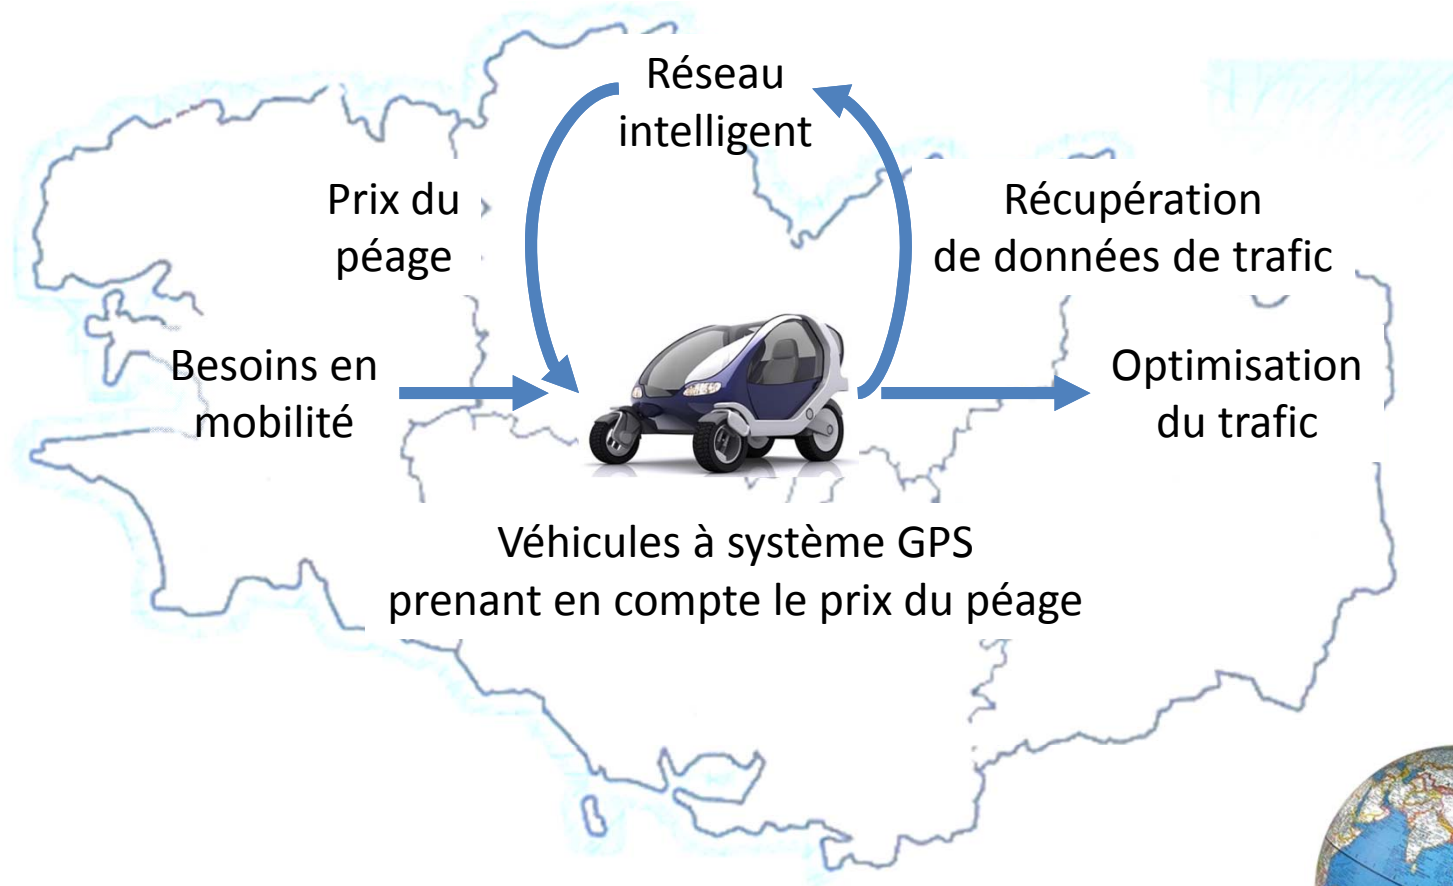 Réseau
intelligent
Prix du
péage
Récupération
de données de trafic
Besoins en
mobilité
Optimisation
du trafic
Véhicules à système GPS
prenant en compte le prix du péage